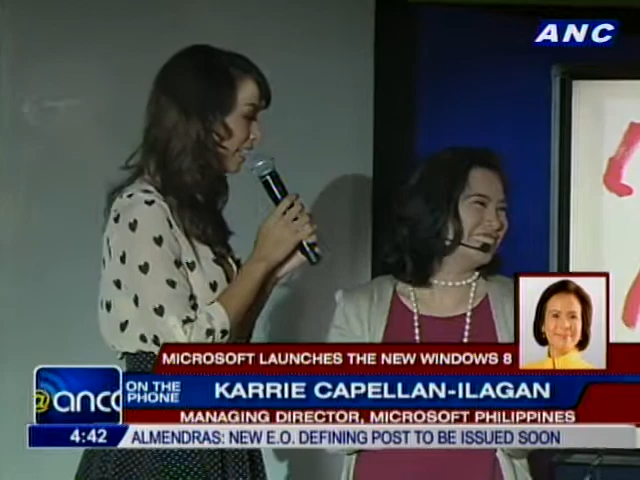 ANC
MICROSOFT LAUNCHES THE NEW WINDOWS 8
@ancc
ON THE PHONE
KARRIE CAPELLAN-ILAGAN
MANAGING DIRECTOR, MICROSOFT PHILIPPINES
4:42
ALMENDRAS: NEW E.O. DEFINING POST TO BE ISSUED SOON